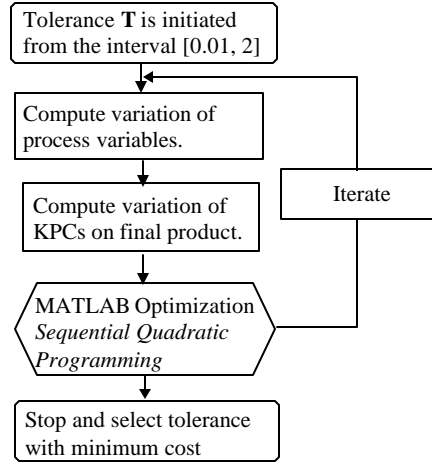 Tolerance T is initiated
from the interval [0.01, 2]
Compute variation of
process variables.
Compute variation of
KPCs on final product.
Iterate
MATLAB Optimization
Sequential Quadratic
Programming
Stop and select tolerance
with minimum cost